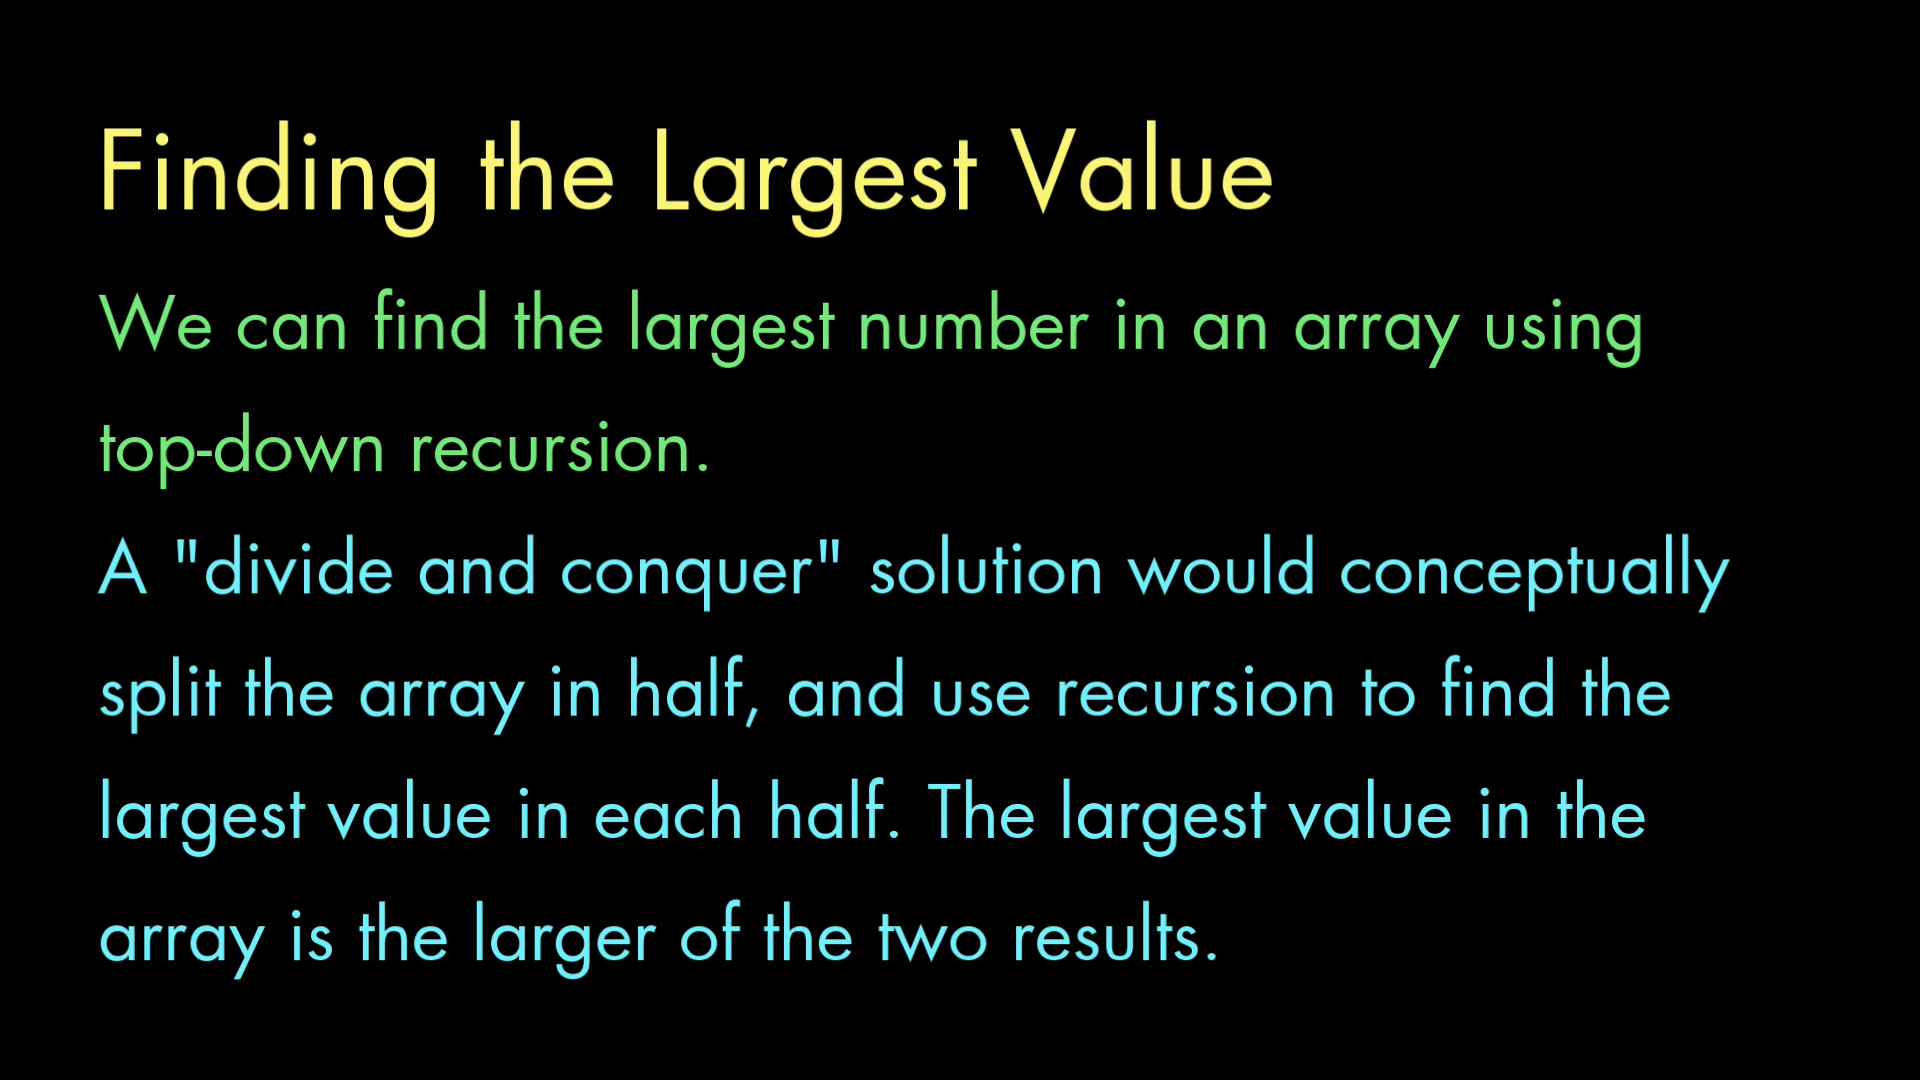 Finding the Largest Value
We can find the largest number in an array using
top-down recursion.
A "divide and conquer" solution would conceptually
split the array in half, and use recursion to find the
largest value in each half. The largest value in the
array is the larger of the two results.